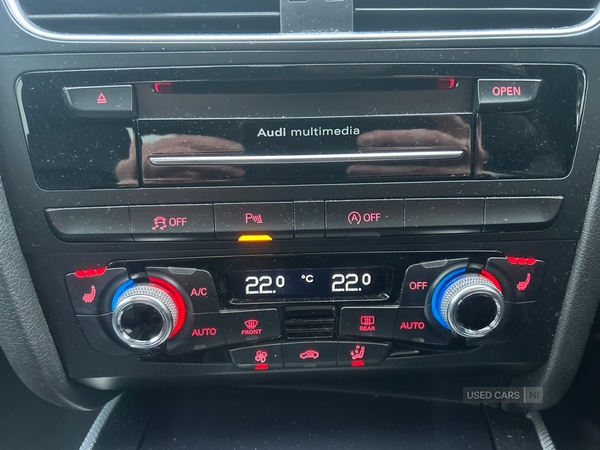 OPEN
Audi multimedia
OFF P OFF
22.0 °C 22.0
A/C OFF
AUTO FRONT REAR AUTO
USED CARS NI